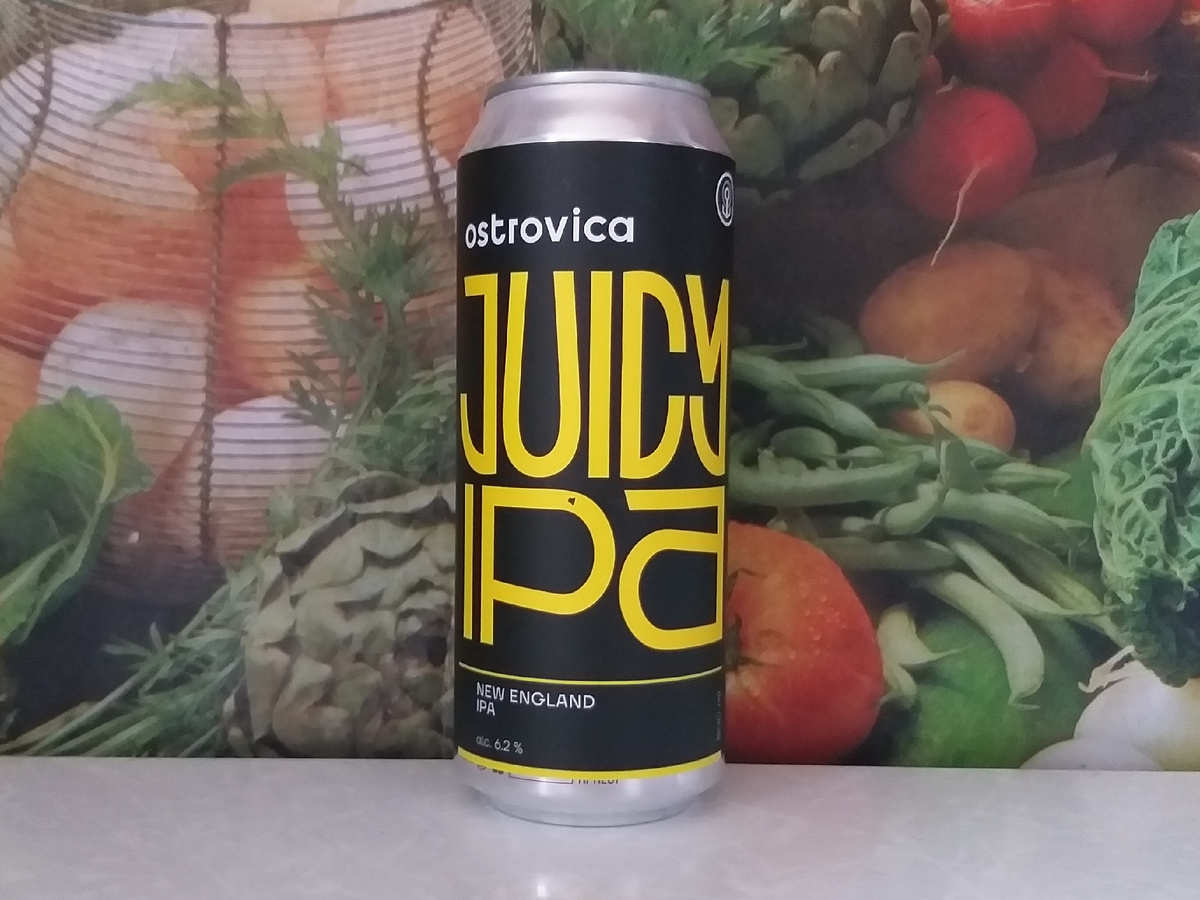 ostrovica
JUICY
IPa
NEW ENGLAND
IPA
alc. 6.2 %